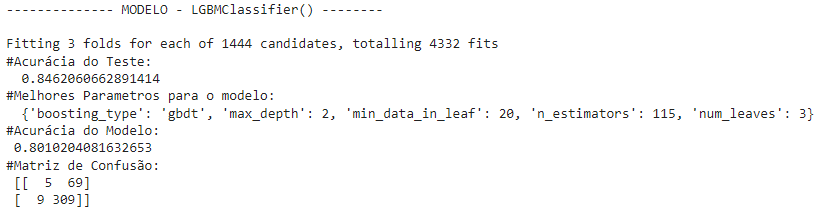 -------------- MODELO - LGBMClassifier() --------
Fitting 3 folds for each of 1444 candidates, totalling 4332 fits
#Acurácia do Teste:
0.8462060662891414
#Melhores Parametros para o modelo:
{'boosting_type': 'gbdt', 'max_depth': 2, 'min_data_in_leaf': 20, 'n_estimators': 115, 'num_leaves': 3}
#Acurácia do Modelo:
0.8010204081632653
#Matriz de Confusão:
[[  5  69]
[  9 309]]